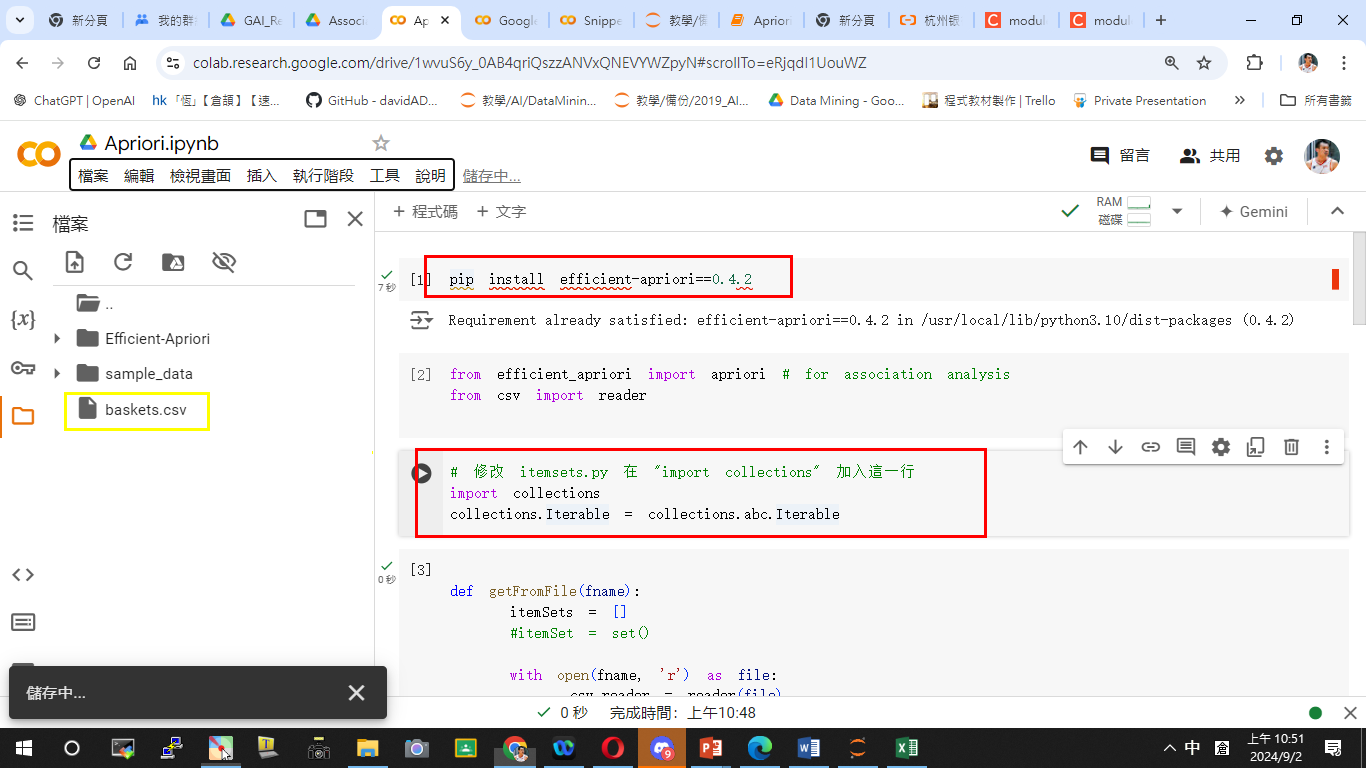 新分頁
我的群
GAI_Re
Associ
Ap
Google
Snippe
教學/備
Apriori
新分頁
杭州银
modul
modul
colab.research.google.com/drive/1wvuS6y_0AB4qriQszzANVxQNEVYWZpyN#scrollTo=eRjqdI1UouWZ
ChatGPT | OpenAI
hk 「恆」【倉頡】【速...
GitHub - davidAD...
教學/AI/DataMinin...
教學/備份/2019_AI...
Data Mining - Goo...
程式教材製作 | Trello
Private Presentation
所有書籤
Apriori.ipynb
檔案 編輯 檢視畫面 插入 執行階段 工具 說明
儲存中...
留言
共用
檔案
+ 程式碼 + 文字
RAM
磁碟
Gemini
..
Efficient-Apriori
sample_data
baskets.csv
{x}
7 秒
[1] pip install efficient-apriori==0.4.2
Requirement already satisfied: efficient-apriori==0.4.2 in /usr/local/lib/python3.10/dist-packages (0.4.2)
[2] from efficient_apriori import apriori # for association analysis
from csv import reader
# 修改 itemsets.py 在 "import collections" 加入這一行
import collections
collections.Iterable = collections.abc.Iterable
0 秒
[3]
def getFromFile(fname):
itemSets = []
#itemSet = set()
with open(fname, 'r') as file:
csv_reader = reader(file)
儲存中...
0 秒 完成時間：上午10:48
9
中
倉
上午 10:51
2024/9/2